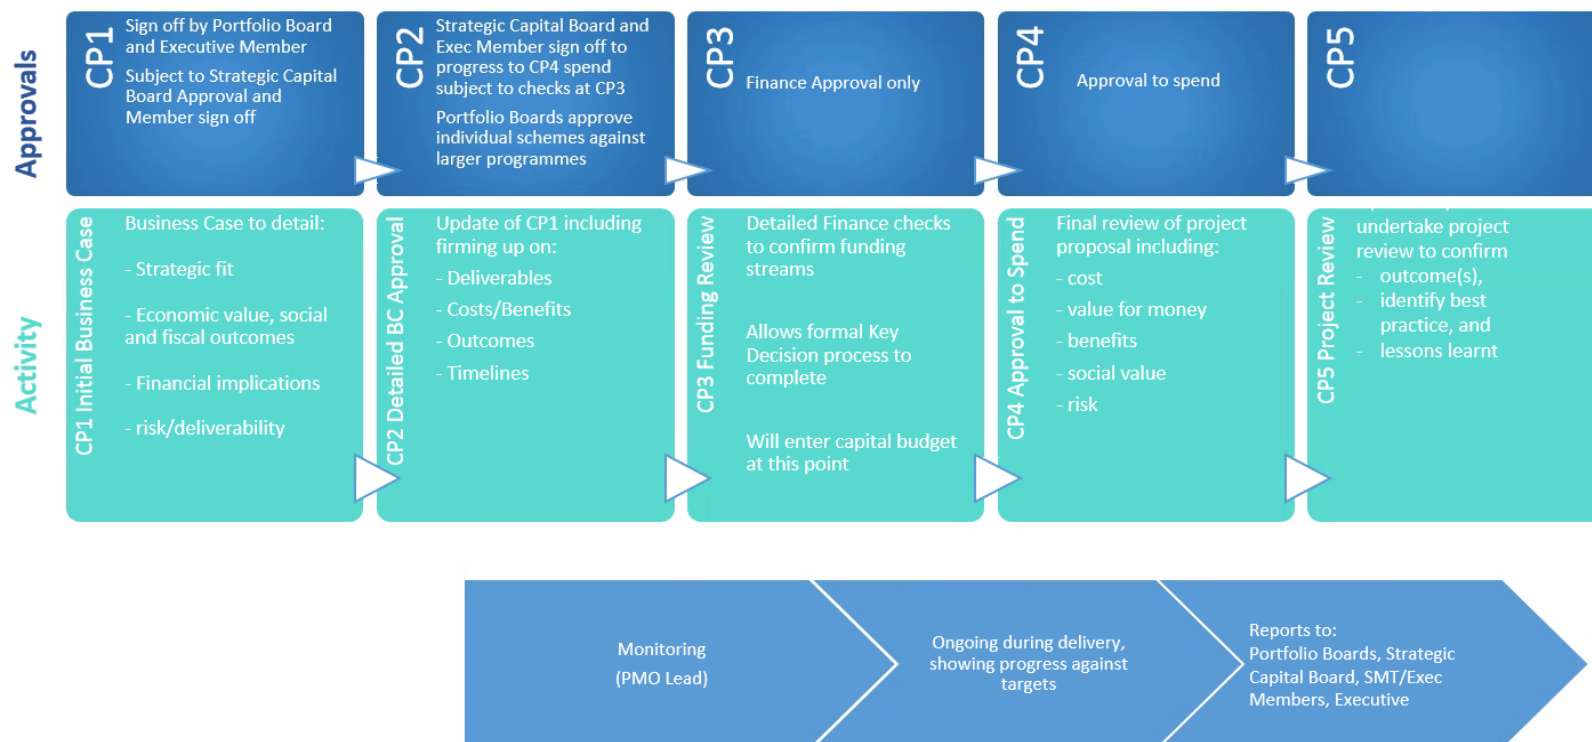 Approvals
CP1
Sign off by Portfolio Board
and Executive Member
Subject to Strategic Capital
Board Approval and
Member sign off
CP2
Strategic Capital Board and
Exec Member sign off to
progress to CP4 spend
subject to checks at CP3
Portfolio Boards approve
individual schemes against
larger programmes
CP3
Finance Approval only
CP4
Approval to spend
CP5
Activity
CP1 Initial Business Case
Business Case to detail:
- Strategic fit
- Economic value, social
and fiscal outcomes
- Financial implications
- risk/deliverability
CP2 Detailed BC Approval
Update of CP1 including
firming up on:
- Deliverables
- Costs/Benefits
- Outcomes
- Timelines
CP3 Funding Review
Detailed Finance checks
to confirm funding
streams
Allows formal Key
Decision process to
complete
Will enter capital budget
at this point
CP4 Approval to Spend
Final review of project
proposal including:
- cost
- value for money
- benefits
- social value
- risk
CP5 Project Review
undertake project
review to confirm
- outcome(s),
- identify best
practice, and
- lessons learnt
Monitoring
(PMO Lead)
Ongoing during delivery,
showing progress against
targets
Reports to:
Portfolio Boards, Strategic
Capital Board, SMT/Exec
Members, Executive